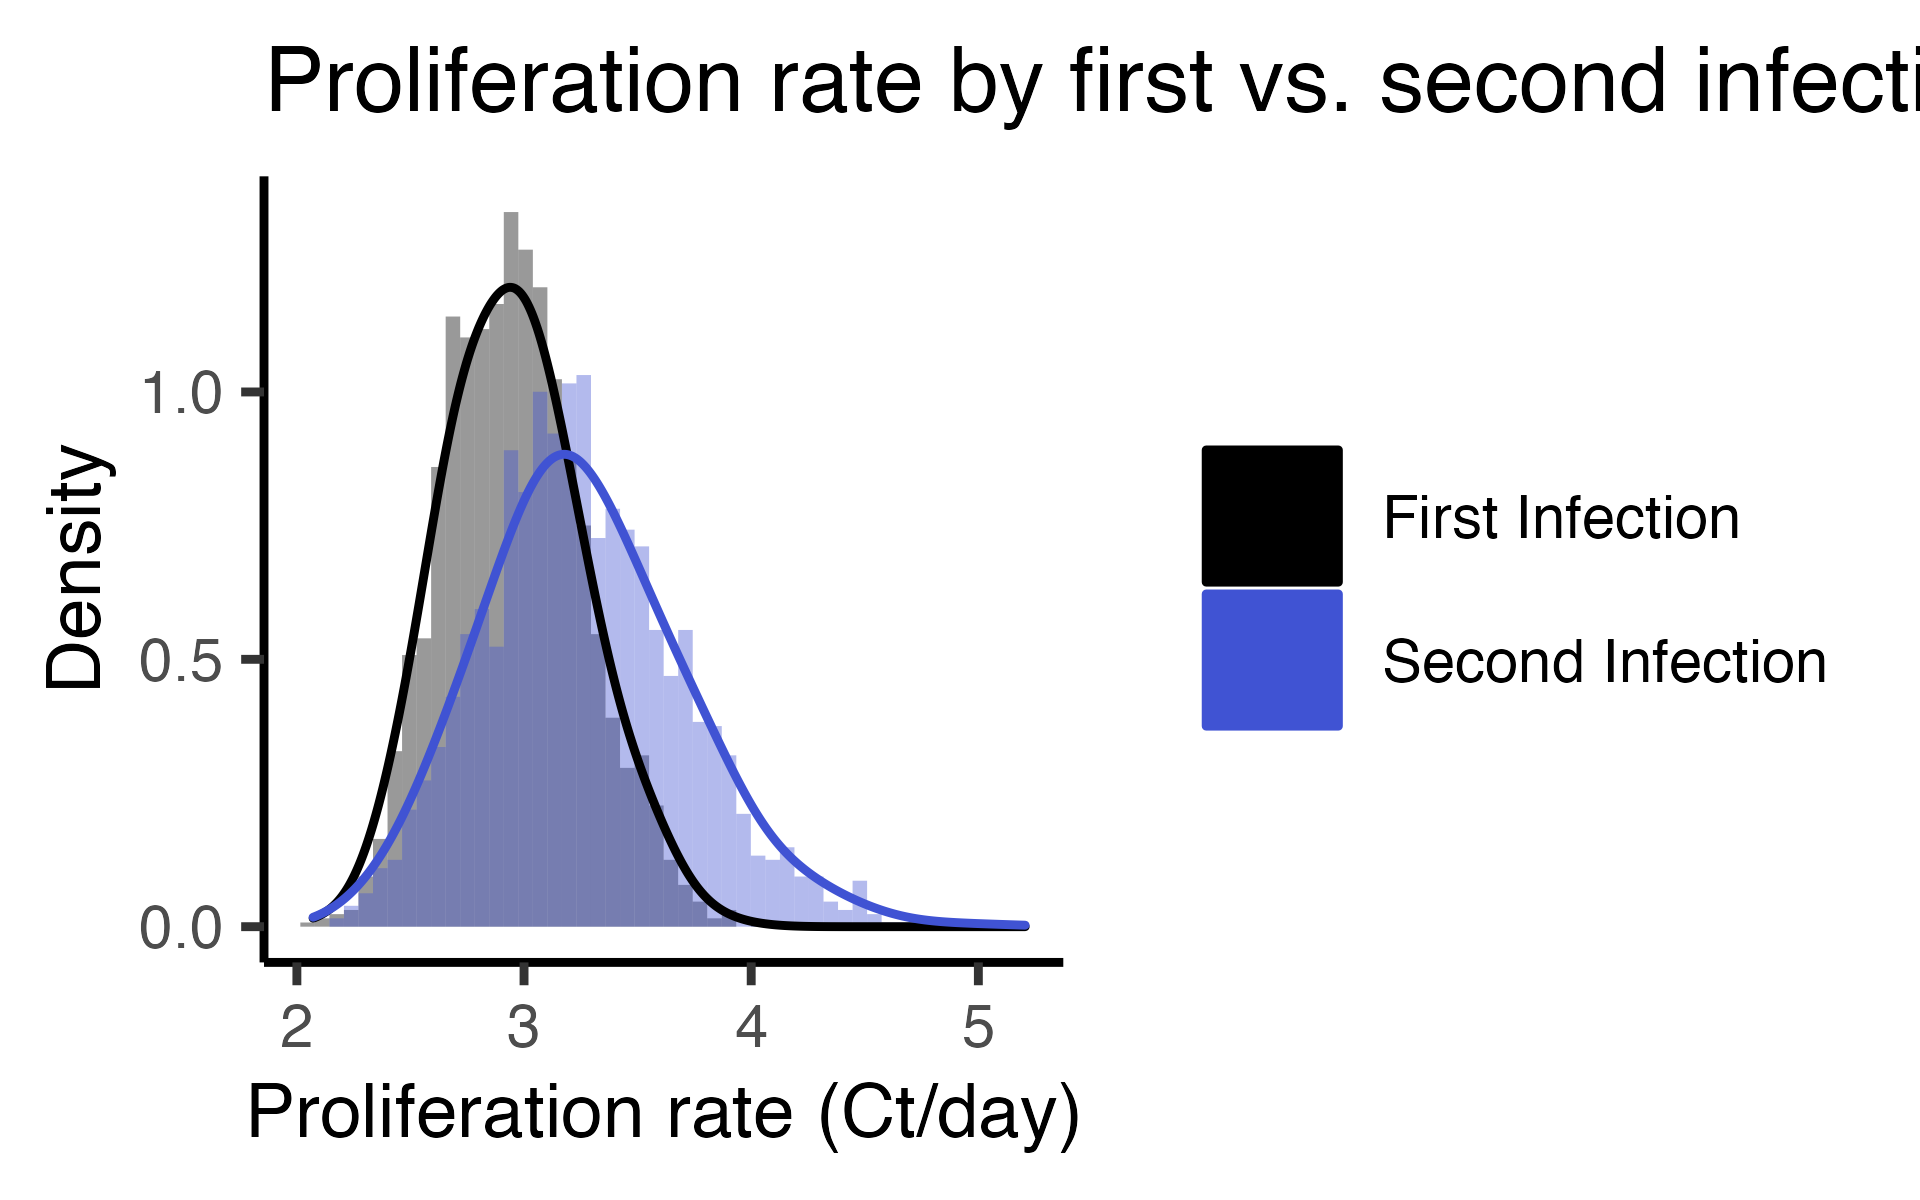 Proliferation rate by first vs. second infecti
Density
1.0
0.5
0.0
2 3 4 5
Proliferation rate (Ct/day)
First Infection
Second Infection